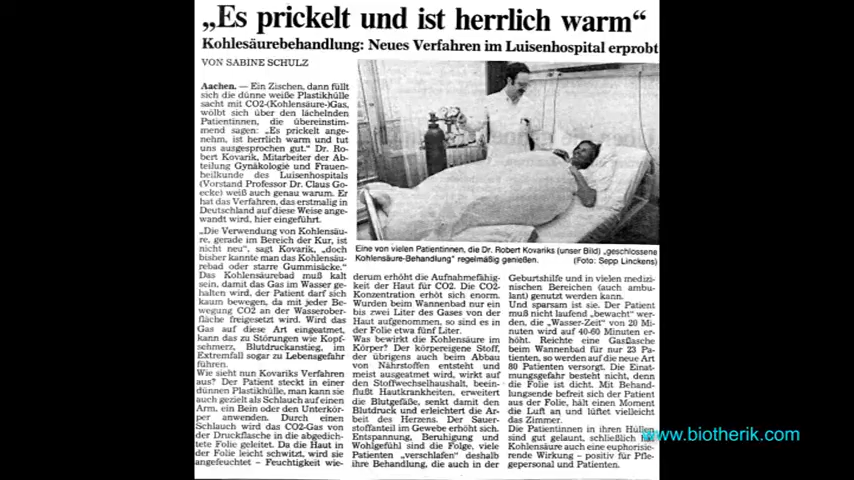 „Es prickelt und ist herrlich warm“
Kohlesäurebehandlung: Neues Verfahren im Luisenhospital erprobt
VON SABINE SCHULZ
Aachen. — Ein Zischen, dann füllt
sich die dünne weiße Plastikhülle
sacht mit CO2-(Kohlensäure-)Gas,
wölbt sich über den lächelnden
Patientinnen, die übereinstim-
mend sagen: „Es prickelt ange-
nehm, ist herrlich warm und tut
uns ausgesprochen gut.“ Dr. Ro-
bert Kovarik, Mitarbeiter der Ab-
teilung Gynäkologie und Frauen-
heilkunde des Luisenhospitals
(Vorstand Professor Dr. Claus Go-
ecke) weiß auch genau warum. Er
hat das Verfahren, das erstmalig in
Deutschland auf diese Weise ange-
wandt wird, hier eingeführt.
„Die Verwendung von Kohlensäu-
re, gerade im Bereich der Kur, ist
nicht neu“, sagt Kovarik, „doch
bisher kannte man das Kohlensäu-
rebad oder starre Gummisäcke.“
Das Kohlensäurebad muß kalt
sein, damit das Gas im Wasser ge-
halten wird, der Patient darf sich
kaum bewegen, da mit jeder Be-
wegung CO2 an der Wasserober-
fläche freigesetzt wird. Wird das
Gas auf diese Art eingeatmet,
kann das zu Störungen wie Kopf-
schmerz, Blutdruckanstieg, im
Extremfall sogar zu Lebensgefahr
führen.
Wie sieht nun Kovariks Verfahren
aus? Der Patient steckt in einer
dünnen Plastikhülle, man kann sie
auch gezielt als Schlauch auf einen
Arm, ein Bein oder den Unterkör-
per anwenden. Durch einen
Schlauch wird das CO2-Gas von
der Druckflasche in die abgedich-
tete Folie geleitet. Da die Haut in
der Folie leicht schwitzt, wird sie
angefeuchtet – Feuchtigkeit wie-
Eine von vielen Patientinnen, die Dr. Robert Kovariks (unser Bild) „geschlossene
Kohlensäure-Behandlung“ regelmäßig genießen.
(Foto: Sepp Linckens)
derum erhöht die Aufnahmefähig-
keit der Haut für CO2. Die CO2-
Konzentration erhöht sich enorm.
Wurden beim Wannenbad nur ein
bis zwei Liter des Gases von der
Haut aufgenommen, so sind es in
der Folie etwa fünf Liter.
Was bewirkt die Kohlensäure im
Körper? Der körpereigene Stoff,
der übrigens auch beim Abbau
von Nährstoffen entsteht und
meist ausgeatmet wird, wirkt auf
den Stoffwechselhaushalt, beein-
flußt Hautkrankheiten, erweitert
die Blutgefäße, senkt damit den
Blutdruck und erleichtert die Ar-
beit des Herzens. Der Sauer-
stoffanteil im Gewebe erhöht sich.
Entspannung, Beruhigung und
Wohlgefühl sind die Folge, viele
Patienten „verschlafen“ deshalb
ihre Behandlung, die auch in der
Geburtshilfe und in vielen medizi-
nischen Bereichen (auch ambu-
lant) genutzt werden kann.
Und sparsam ist sie. Der Patient
muß nicht laufend „bewacht“ wer-
den, die „Wasser-Zeit“ von 20 Mi-
nuten wird auf 40-60 Minuten er-
höht. Reichte eine Gasflasche
beim Wannenbad für nur 23 Pa-
tienten, so werden auf die neue Art
80 Patienten versorgt. Die Einat-
mungsgefahr besteht nicht, denn
die Folie ist dicht. Mit Behand-
lungsende befreit sich der Patient
aus der Folie, hält einen Moment
die Luft an und lüftet vielleicht
das Zimmer.
Die Patientinnen in ihren Hüllen
sind gut gelaunt, schließlich
Kohlensäure auch eine euphorisie-
rende Wirkung – positiv für Pfle-
gepersonal und Patienten.
www.biotherik.com